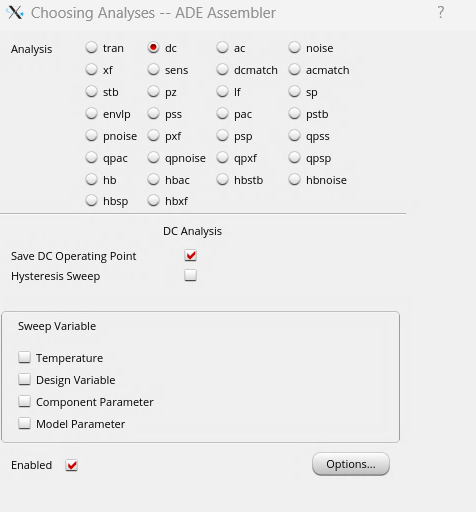 Choosing Analyses -- ADE Assembler ?
Analysis tran dc ac noise
xf sens dcmatch acmatch
stb pz lf sp
envlp pss pac pstb
pnoise pxf psp qpss
qpac qpnoise qpxf qpsp
hb hbac hbstb hbnoise
hbsp hbxf
DC Analysis
Save DC Operating Point
Hysteresis Sweep
Sweep Variable
Temperature
Design Variable
Component Parameter
Model Parameter
Enabled Options...